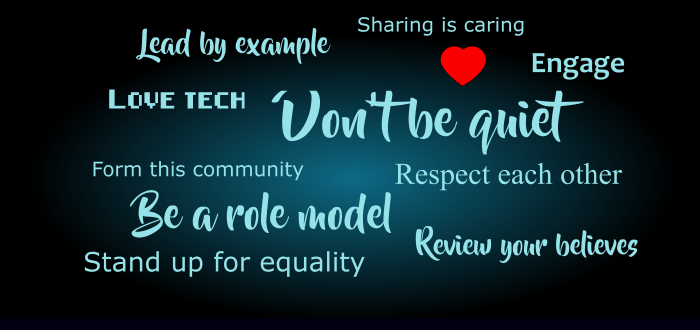 Sharing is caring
Lead by example
Engage
LOVE TECH
Don't be quiet
Form this community
Respect each other
Be a role model
Review your believes
Stand up for equality